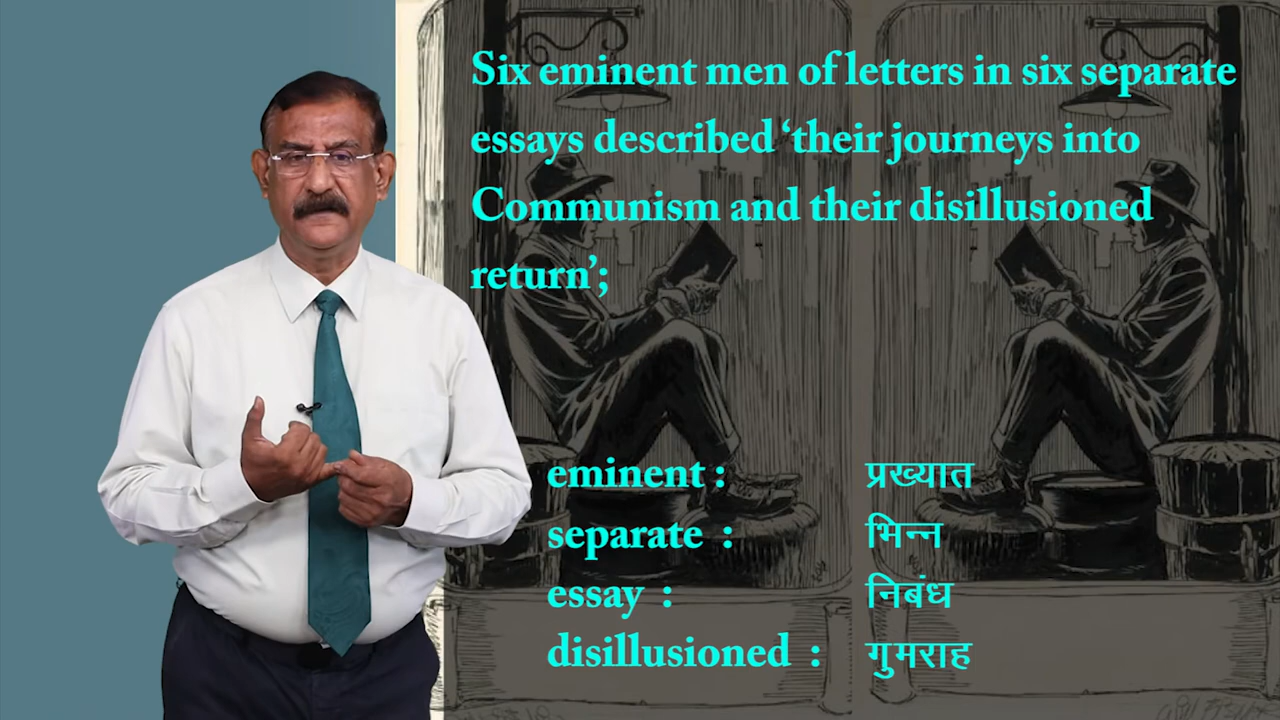 Six eminent men of letters in six separate
essays described ‘their journeys into
Communism and their disillusioned
return’;
eminent : प्रख्यात
separate : भिन्न
essay : निबंध
disillusioned : गुमराह